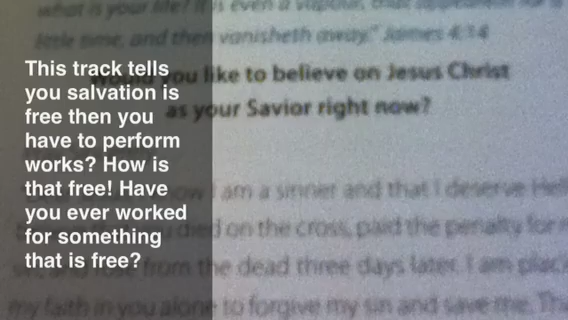 what is your life? It is even a vapour, that appeareth for a
little time, and then vanisheth away." James 4:14
Would you like to believe on Jesus Christ
as your Savior right now?
This track tells
you salvation is
free then you
have to perform
works? How is
that free! Have
you ever worked
for something
that is free?
know I am a sinner and that I deserve Hell
died on the cross, paid the penalty for
from the dead three days later. I am
my faith in you alone to forgive my sin and save me.